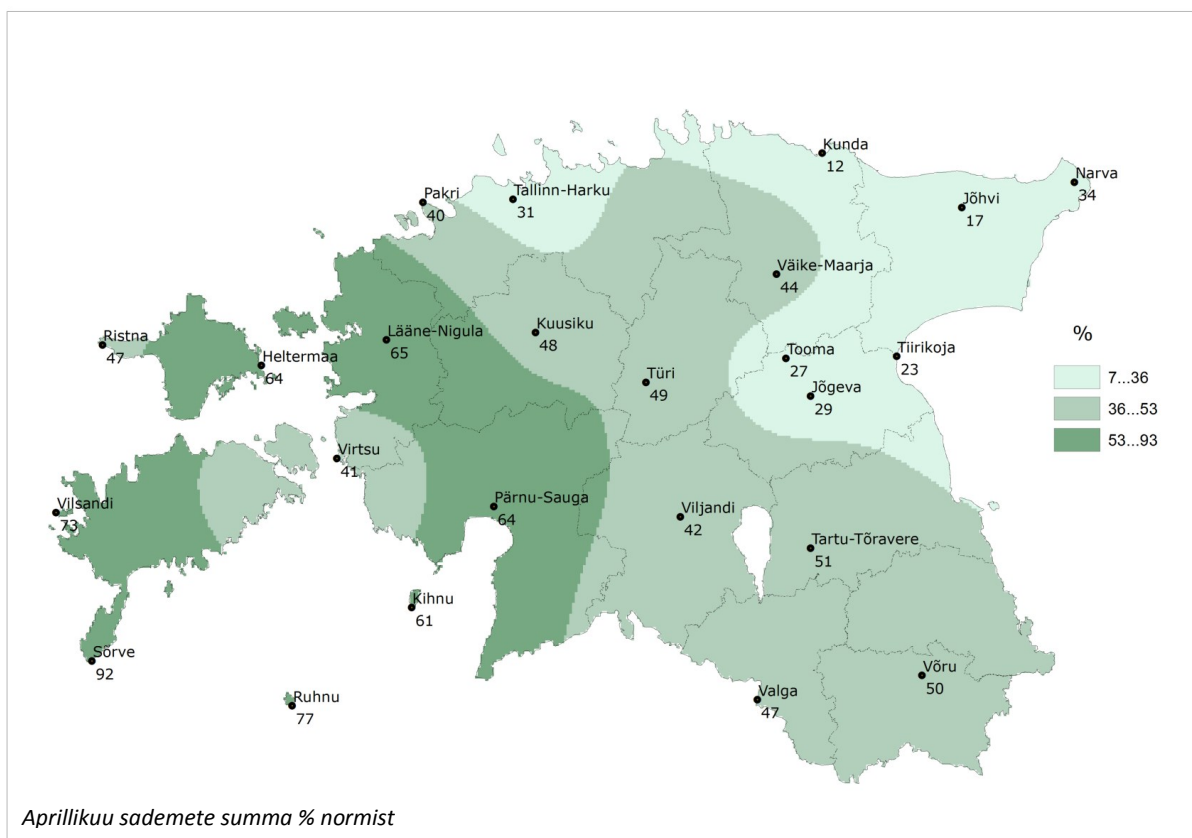 Kunda
12
Narva
34
Pakri
40
Tallinn-Harku
31
Jõhvi
17
Väike-Maarja
44
Ristna
47
Heltermaa
64
Lääne-Nigula
65
Kuusiku
48
Türi
49
Tooma
27
Tiirikoja
23
Jõgeva
29
%
7...36
36...53
53...93
Virtsu
41
Vilsandi
73
Pärnu-Sauga
64
Viljandi
42
Tartu-Tõravere
51
Kihnu
61
Sõrve
92
Ruhnu
77
Valga
47
Võru
50
Aprillikuu sademete summa % normist